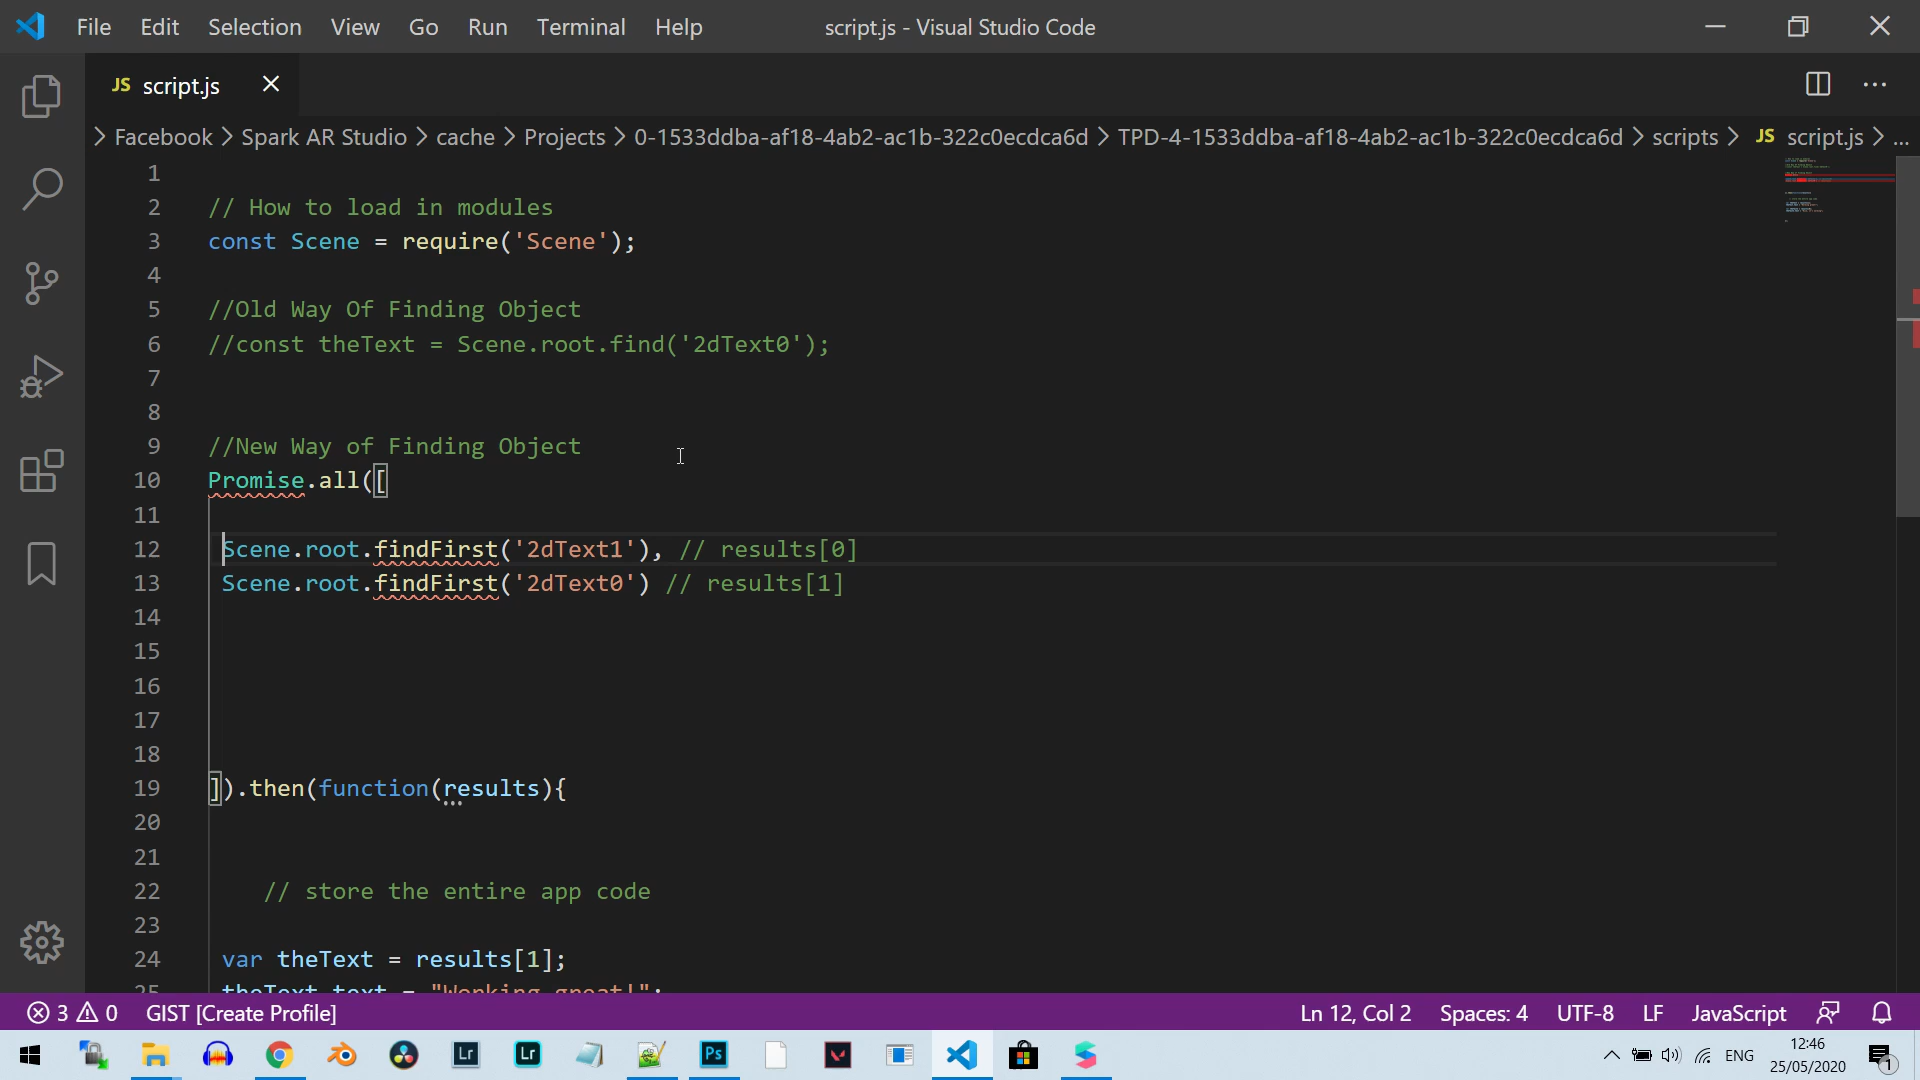 File Edit Selection View Go Run Terminal Help script.js - Visual Studio Code
JS script.js
Facebook > Spark AR Studio > cache > Projects > 0-1533ddba-af18-4ab2-ac1b-322c0ecdca6d > TPD-4-1533ddba-af18-4ab2-ac1b-322c0ecdca6d > scripts > JS script.js > ...
1
2 // How to load in modules
3 const Scene = require('Scene');
4
5 //Old Way Of Finding Object
6 //const theText = Scene.root.find('2dText0');
7
8
9 //New Way of Finding Object
10 Promise.all([
11
12 Scene.root.findFirst('2dText1'), // results[0]
13 Scene.root.findFirst('2dText0') // results[1]
14
15
16
17
18
19 ]).then(function(results){
20
21
22 // store the entire app code
23
24 var theText = results[1];
25 theText.text = "Working great!";
3 0 GIST [Create Profile] Ln 12, Col 2 Spaces: 4 UTF-8 LF JavaScript
Lr Lr Ps ENG 12:46
25/05/2020 1